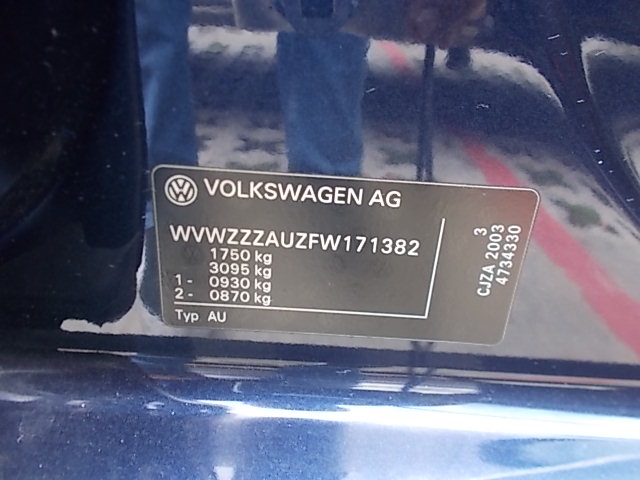 VOLKSWAGEN AG
WVWZZZAUZFW171382
1750 kg
3095 kg
1 - 0930 kg
2 - 0870 kg
Typ AU
3
CJZA 2003
4734330